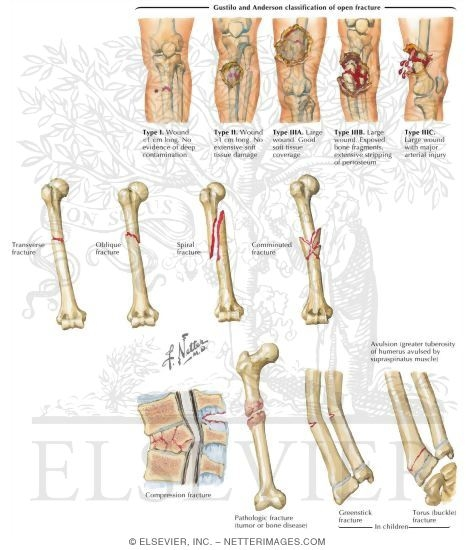 Gustilo and Anderson classification of open fracture
Type I. Wound
<1 cm long. No
evidence of deep
contamination
Type II. Wound
>1 cm long. No
extensive soft
tissue damage
Type IIIA. Large
wound. Good
soft tissue
coverage
Type IIIB. Large
wound. Exposed
bone fragments,
extensive stripping
of periosteum
Type IIIC.
Large wound
with major
arterial injury
Transverse
fracture
Oblique
fracture
Spiral
fracture
Comminuted
fracture
F. Netter
M.D.
Avulsion (greater tuberosity
of humerus avulsed by
supraspinatus muscle)
Compression fracture
Pathologic fracture
(tumor or bone disease)
Greenstick
fracture
Torus (buckle)
fracture
In children
ELSEVIER
© ELSEVIER, INC. – NETTERIMAGES.COM